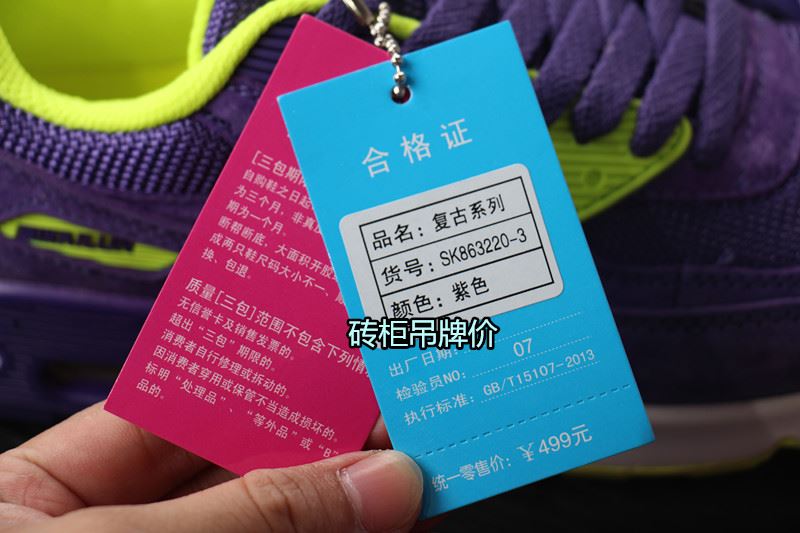 合格证
品名：复古系列
货号：SK863220-3
颜色：紫色
砖柜吊牌价
出厂日期：
检验员NO： 07
执行标准：GB/T15107-2013
统一零售价：￥499元
[三包期
自购鞋之日起
为三个月，非真
期为一个月。
断帮断底，大面积开胶
成两只鞋尺码大小不一、
换、包退。
质量[三包]范围不包含下列情
无信誉卡及销售发票的。
超出“三包”期限的。
消费者自行修理或拆动的。
因消费者穿用或保管不当造成损坏的。
标明“处理品”、“等外品”或“B”
品的。